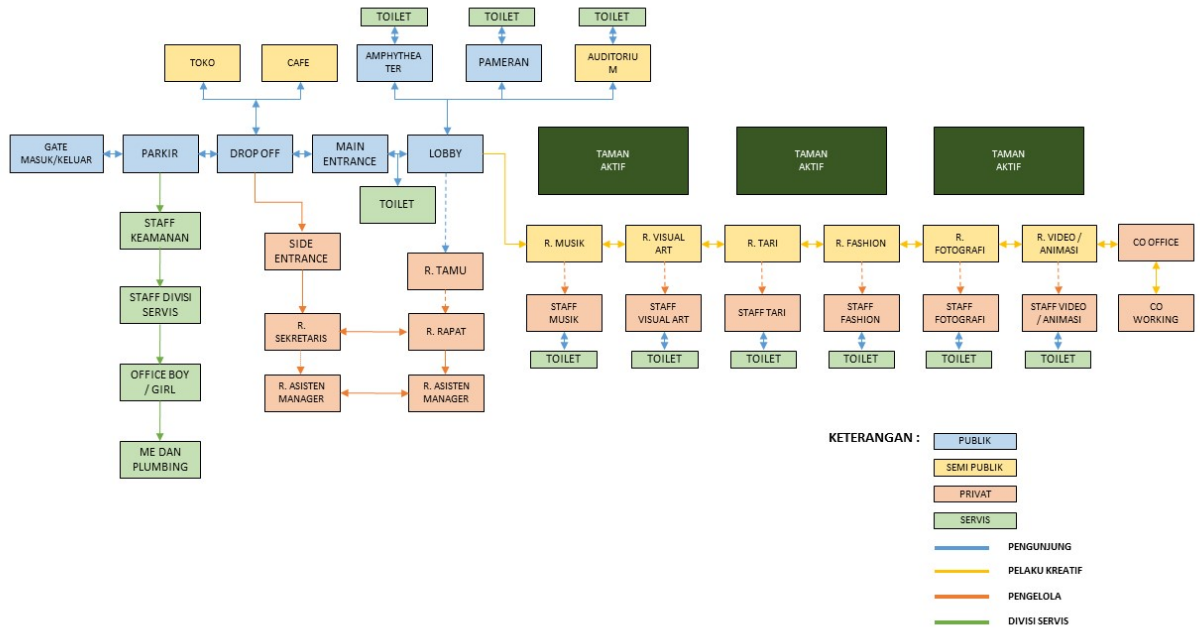 TOILET
TOILET
TOILET
TOKO
CAFE
AMPHYTHEA
TER
PAMERAN
AUDITORIU
M
GATE
MASUK/KELUAR
PARKIR
DROP OFF
MAIN
ENTRANCE
LOBBY
TAMAN
AKTIF
TAMAN
AKTIF
TAMAN
AKTIF
TOILET
STAFF
KEAMANAN
SIDE
ENTRANCE
R. TAMU
R. MUSIK
R. VISUAL
ART
R. TARI
R. FASHION
R.
FOTOGRAFI
R. VIDEO /
ANIMASI
CO OFFICE
STAFF DIVISI
SERVIS
R.
SEKRETARIS
R. RAPAT
STAFF
MUSIK
STAFF
VISUAL ART
STAFF TARI
STAFF
FASHION
STAFF
FOTOGRAFI
STAFF VIDEO
/ ANIMASI
CO
WORKING
TOILET
TOILET
TOILET
TOILET
TOILET
TOILET
OFFICE BOY
/ GIRL
R. ASISTEN
MANAGER
R. ASISTEN
MANAGER
ME DAN
PLUMBING
KETERANGAN :
PUBLIK
SEMI PUBLIK
PRIVAT
SERVIS
PENGUNJUNG
PELAKU KREATIF
PENGELOLA
DIVISI SERVIS